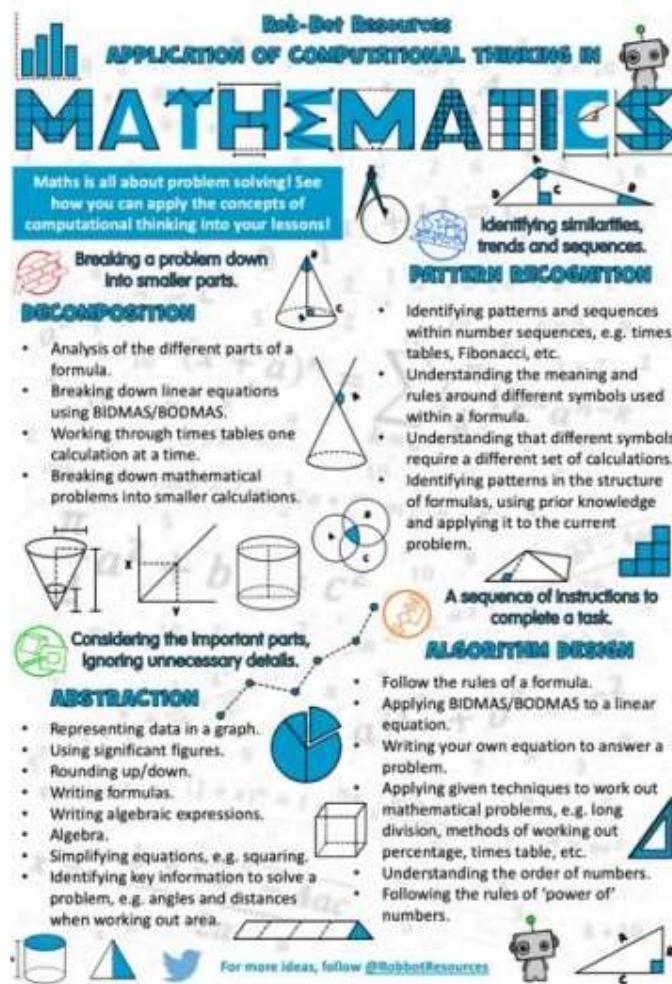 Rob-Bot Resources
APPLICATION OF COMPUTATIONAL THINKING IN
MATHEMATICS
Maths is all about problem solving! See
how you can apply the concepts of
computational thinking into your lessons!
Breaking a problem down
into smaller parts.
DECOMPOSITION
• Analysis of the different parts of a
formula.
• Breaking down linear equations
using BIDMAS/BODMAS.
• Working through times tables one
calculation at a time.
• Breaking down mathematical
problems into smaller calculations.
Identifying similarities,
trends and sequences.
PATTERN RECOGNITION
• Identifying patterns and sequences
within number sequences, e.g. times
tables, Fibonacci, etc.
• Understanding the meaning and
rules around different symbols used
within a formula.
• Understanding that different symbols
require a different set of calculations.
• Identifying patterns in the structure
of formulas, using prior knowledge
and applying it to the current
problem.
Considering the important parts,
ignoring unnecessary details.
ABSTRACTION
• Representing data in a graph.
• Using significant figures.
• Rounding up/down.
• Writing formulas.
• Writing algebraic expressions.
• Algebra.
• Simplifying equations, e.g. squaring.
• Identifying key information to solve a
problem, e.g. angles and distances
when working out area.
A sequence of instructions to
complete a task.
ALGORITHM DESIGN
• Follow the rules of a formula.
• Applying BIDMAS/BODMAS to a linear
equation.
• Writing your own equation to answer a
problem.
• Applying given techniques to work out
mathematical problems, e.g. long
division, methods of working out
percentage, times table, etc.
• Understanding the order of numbers.
• Following the rules of ‘power of’
numbers.
For more ideas, follow @RobbotResources